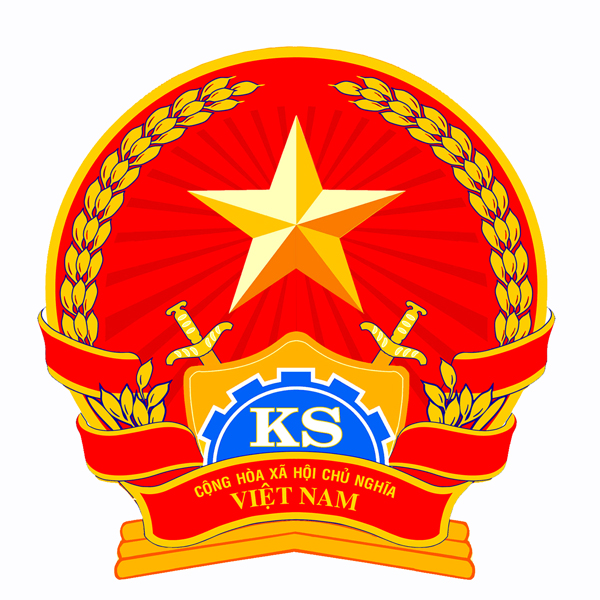 KS
CỘNG HÒA XÃ HỘI CHỦ NGHĨA
VIỆT NAM